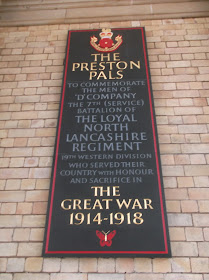 THE
PRESTON
PALS
TO COMMEMORATE
THE MEN OF
'D' COMPANY
THE 7TH (SERVICE)
BATTALION OF
THE LOYAL
NORTH
LANCASHIRE
REGIMENT
19TH WESTERN DIVISION
WHO SERVED THEIR
COUNTRY WITH HONOUR
AND SACRIFICE IN
THE
GREAT WAR
1914-1918